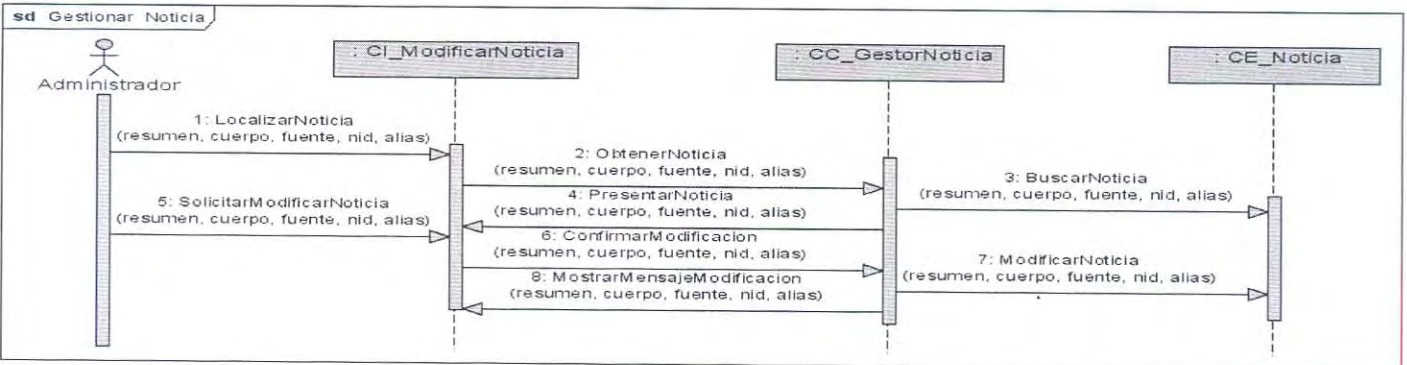 sd Gestionar Noticia
: CI_ModificarNoticia
: CC_GestorNoticia
: CE_Noticia
Administrador
1: LocalizarNoticia
(resumen, cuerpo, fuente, nid, alias)
2: ObtenerNoticia
(resumen, cuerpo, fuente, nid, alias)
3: BuscarNoticia
(resumen, cuerpo, fuente, nid, alias)
4: PresentarNoticia
(resumen, cuerpo, fuente, nid, alias)
5: SolicitarModificarNoticia
(resumen, cuerpo, fuente, nid, alias)
6: ConfirmarModificacion
(resumen, cuerpo, fuente, nid, alias)
7: ModificarNoticia
(resumen, cuerpo, fuente, nid, alias)
8: MostrarMensajeModificacion
(resumen, cuerpo, fuente, nid, alias)